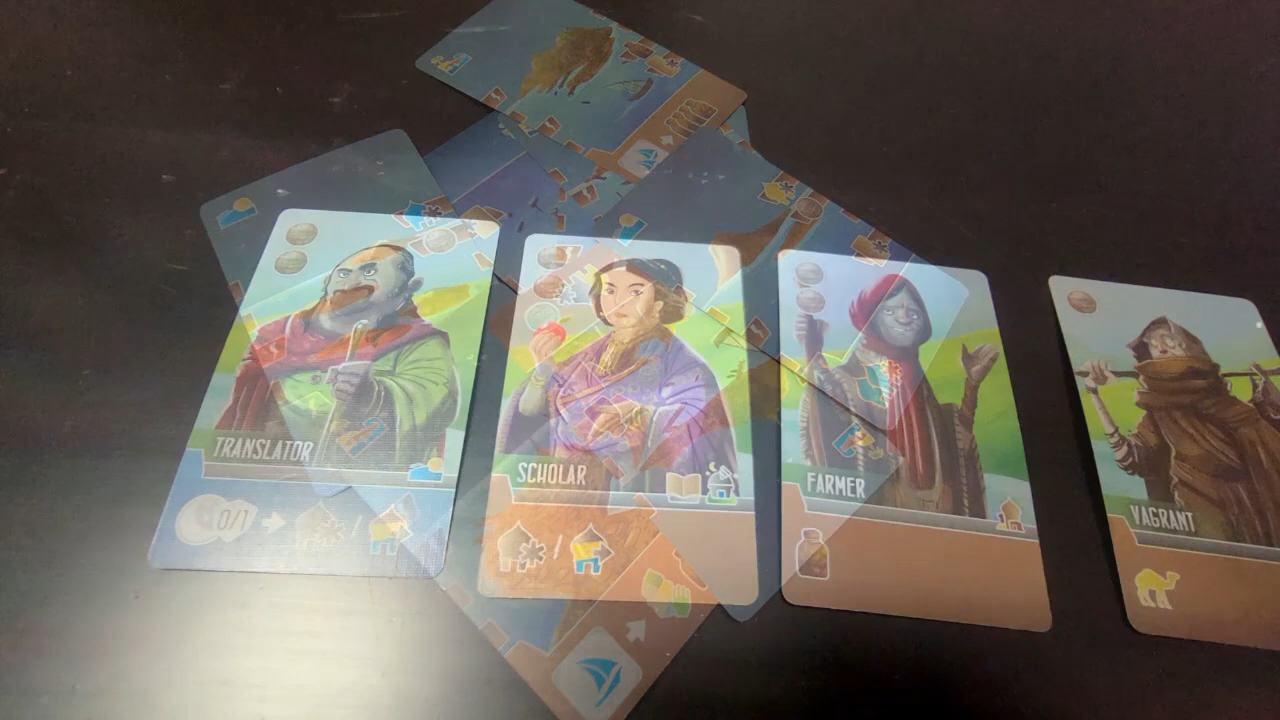 TRANSLATOR
0/1
/
SCHOLAR
/
FARMER
VAGRANT